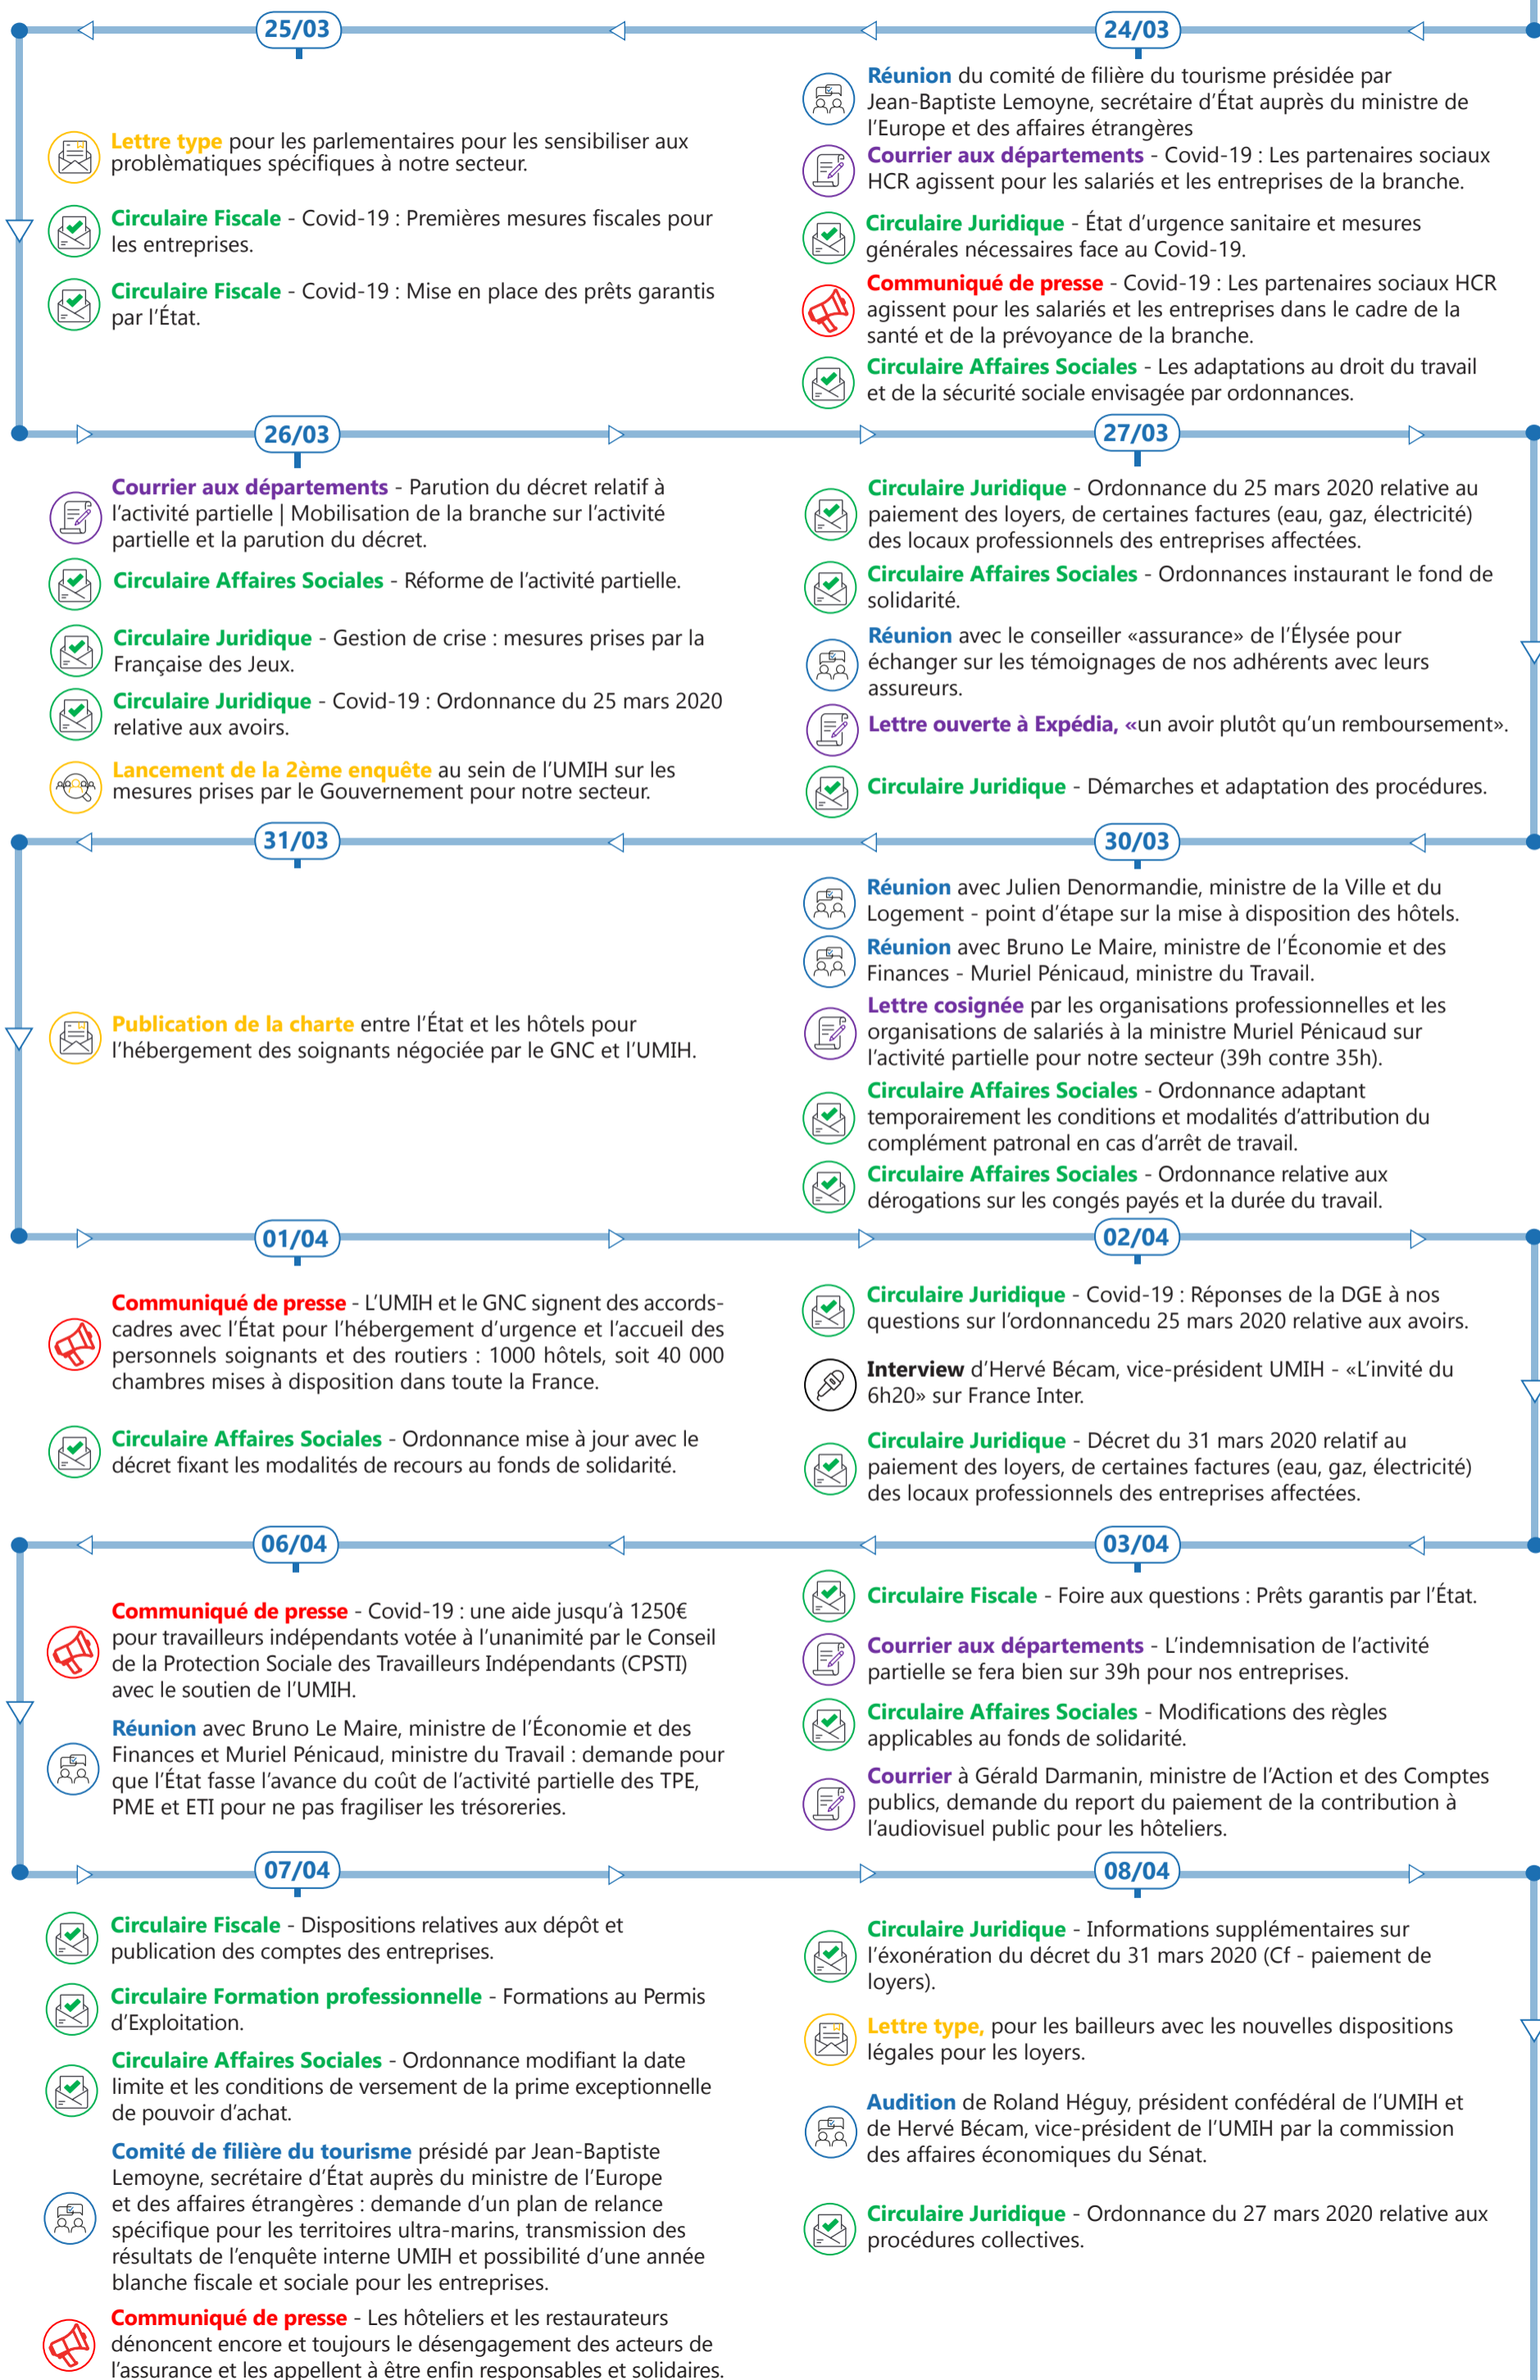 24/03
Réunion du comité de filière du tourisme présidée par
Jean-Baptiste Lemoyne, secrétaire d'État auprès du ministre de
l'Europe et des affaires étrangères
Courrier aux départements - Covid-19 : Les partenaires sociaux
HCR agissent pour les salariés et les entreprises de la branche.
Circulaire Juridique - État d'urgence sanitaire et mesures
générales nécessaires face au Covid-19.
Communiqué de presse - Covid-19 : Les partenaires sociaux HCR
agissent pour les salariés et les entreprises dans le cadre de la
santé et de la prévoyance de la branche.
Circulaire Affaires Sociales - Les adaptations au droit du travail
et de la sécurité sociale envisagée par ordonnances.
25/03
Lettre type pour les parlementaires pour les sensibiliser aux
problèmatiques spécifiques à notre secteur.
Circulaire Fiscale - Covid-19 : Premières mesures fiscales pour
les entreprises.
Circulaire Fiscale - Covid-19 : Mise en place des prêts garantis
par l'État.
26/03
Courrier aux départements - Parution du décret relatif à
l'activité partielle | Mobilisation de la branche sur l'activité
partielle et la parution du décret.
Circulaire Affaires Sociales - Réforme de l'activité partielle.
Circulaire Juridique - Gestion de crise : mesures prises par la
Française des Jeux.
Circulaire Juridique - Covid-19 : Ordonnance du 25 mars 2020
relative aux avoirs.
Lancement de la 2ème enquête au sein de l'UMIH sur les
mesures prises par le Gouvernement pour notre secteur.
27/03
Circulaire Juridique - Ordonnance du 25 mars 2020 relative au
paiement des loyers, de certaines factures (eau, gaz, électricité)
des locaux professionnels des entreprises affectées.
Circulaire Affaires Sociales - Ordonnances instaurant le fond de
solidarité.
Réunion avec le conseiller «assurance» de l'Élysée pour
échanger sur les témoignages de nos adhérents avec leurs
assureurs.
Lettre ouverte à Expédia, «un avoir plutôt qu'un remboursement».
Circulaire Juridique - Démarches et adaptation des procédures.
30/03
Réunion avec Julien Denormandie, ministre de la Ville et du
Logement - point d'étape sur la mise à disposition des hôtels.
Réunion avec Bruno Le Maire, ministre de l'Économie et des
Finances - Muriel Pénicaud, ministre du Travail.
Lettre cosignée par les organisations professionnelles et les
organisations de salariés à la ministre Muriel Pénicaud sur
l'activité partielle pour notre secteur (39h contre 35h).
Circulaire Affaires Sociales - Ordonnance adaptant
temporairement les conditions et modalités d'attribution du
complément patronal en cas d'arrêt de travail.
Circulaire Affaires Sociales - Ordonnance relative aux
dérogations sur les congés payés et la durée du travail.
31/03
Publication de la charte entre l'État et les hôtels pour
l'hébergement des soignants négociée par le GNC et l'UMIH.
01/04
Communiqué de presse - L'UMIH et le GNC signent des accords-
cadres avec l'État pour l'hébergement d'urgence et l'accueil des
personnels soignants et des routiers : 1000 hôtels, soit 40 000
chambres mises à disposition dans toute la France.
Circulaire Affaires Sociales - Ordonnance mise à jour avec le
décret fixant les modalités de recours au fonds de solidarité.
02/04
Circulaire Juridique - Covid-19 : Réponses de la DGE à nos
questions sur l'ordonnancedu 25 mars 2020 relative aux avoirs.
Interview d'Hervé Bécam, vice-président UMIH - «L'invité du
6h20» sur France Inter.
Circulaire Juridique - Décret du 31 mars 2020 relatif au
paiement des loyers, de certaines factures (eau, gaz, électricité)
des locaux professionnels des entreprises affectées.
03/04
Circulaire Fiscale - Foire aux questions : Prêts garantis par l'État.
Courrier aux départements - L'indemnisation de l'activité
partielle se fera bien sur 39h pour nos entreprises.
Circulaire Affaires Sociales - Modifications des règles
applicables au fonds de solidarité.
Courrier à Gérald Darmanin, ministre de l'Action et des Comptes
publics, demande du report du paiement de la contribution à
l'audiovisuel public pour les hôteliers.
06/04
Communiqué de presse - Covid-19 : une aide jusqu'à 1250€
pour travailleurs indépendants votée à l'unanimité par le Conseil
de la Protection Sociale des Travailleurs Indépendants (CPSTI)
avec le soutien de l'UMIH.
Réunion avec Bruno Le Maire, ministre de l'Économie et des
Finances et Muriel Pénicaud, ministre du Travail : demande pour
que l'État fasse l'avance du coût de l'activité partielle des TPE,
PME et ETI pour ne pas fragiliser les trésoreries.
07/04
Circulaire Fiscale - Dispositions relatives aux dépôt et
publication des comptes des entreprises.
Circulaire Formation professionnelle - Formations au Permis
d'Exploitation.
Circulaire Affaires Sociales - Ordonnance modifiant la date
limite et les conditions de versement de la prime exceptionnelle
de pouvoir d'achat.
Comité de filière du tourisme présidé par Jean-Baptiste
Lemoyne, secrétaire d'État auprès du ministre de l'Europe
et des affaires étrangères : demande d'un plan de relance
spécifique pour les territoires ultra-marins, transmission des
résultats de l'enquête interne UMIH et possibilité d'une année
blanche fiscale et sociale pour les entreprises.
Communiqué de presse - Les hôteliers et les restaurateurs
dénoncent encore et toujours le désengagement des acteurs de
l'assurance et les appellent à être enfin responsables et solidaires.
08/04
Circulaire Juridique - Informations supplémentaires sur
l'éxonération du décret du 31 mars 2020 (Cf - paiement de
loyers).
Lettre type, pour les bailleurs avec les nouvelles dispositions
légales pour les loyers.
Audition de Roland Héguy, président confédéral de l'UMIH et
de Hervé Bécam, vice-président de l'UMIH par la commission
des affaires économiques du Sénat.
Circulaire Juridique - Ordonnance du 27 mars 2020 relative aux
procédures collectives.